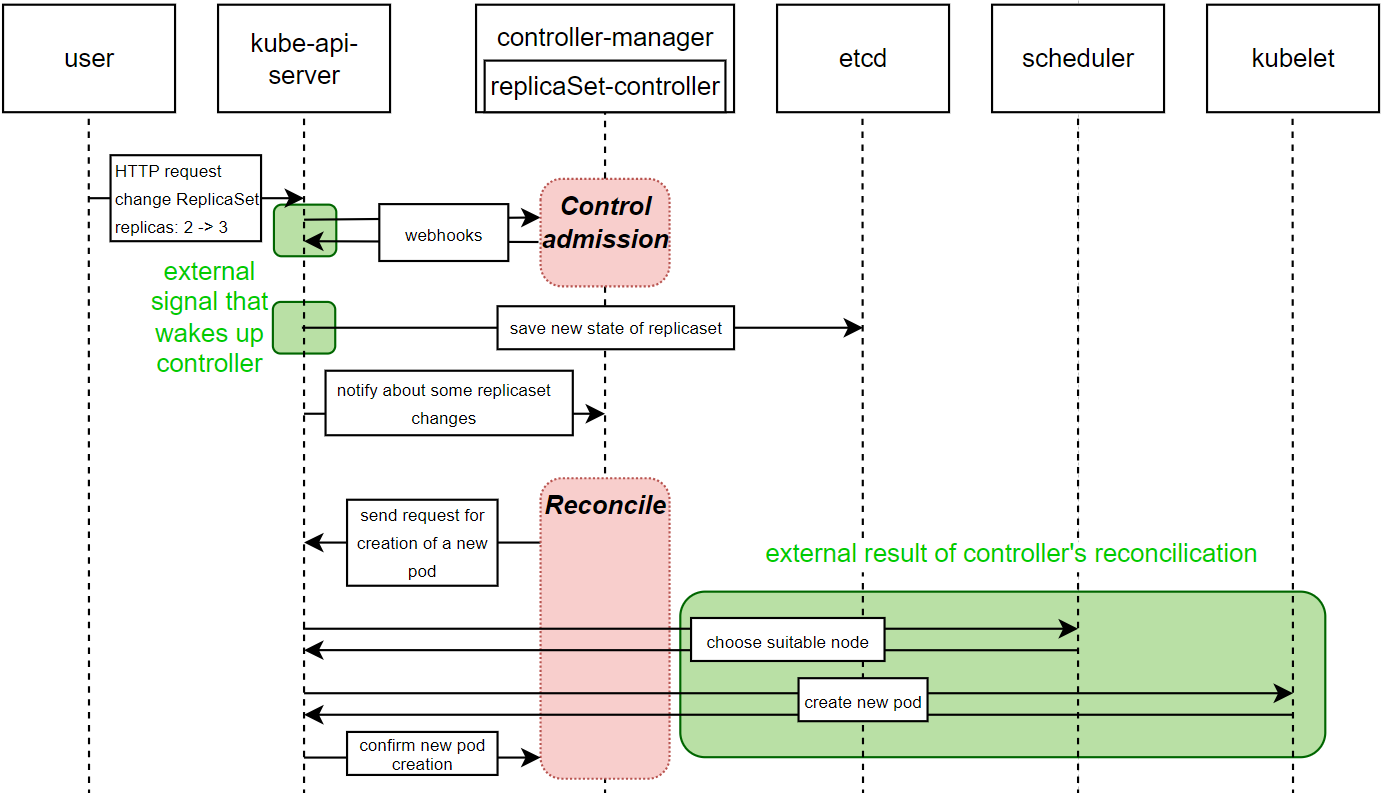 user
kube-api-
server
controller-manager
replicaSet-controller
etcd
scheduler
kubelet
HTTP request
change ReplicaSet
replicas: 2 -> 3
webhooks
Control
admission
external
signal that
wakes up
controller
save new state of replicaset
notify about some replicaset
changes
Reconcile
send request for
creation of a new
pod
external result of controller's reconcilication
choose suitable node
create new pod
confirm new pod
creation